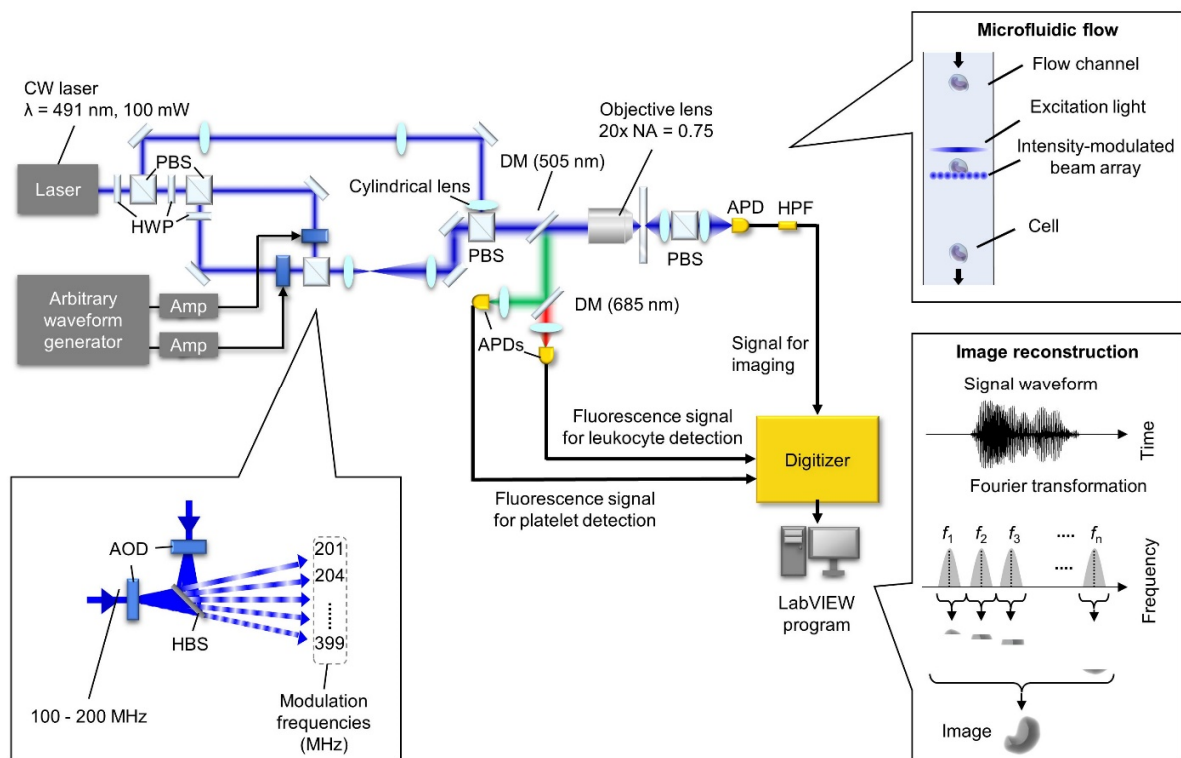 CW laser
λ = 491 nm, 100 mW
Laser
PBS
HWP
Cylindrical lens
PBS
DM (505 nm)
Objective lens
20x NA = 0.75
PBS
APD
HPF
DM (685 nm)
APDs
Arbitrary
waveform
generator
Amp
Amp
Signal for
imaging
Fluorescence signal
for leukocyte detection
Fluorescence signal
for platelet detection
Digitizer
LabVIEW
program
AOD
HBS
100 - 200 MHz
201
204
......
399
Modulation
frequencies
(MHz)
Microfluidic flow
Flow channel
Excitation light
Intensity-modulated
beam array
Cell
Image reconstruction
Signal waveform
Time
Fourier transformation
f1 f2 f3 .... fn
....
Frequency
Image